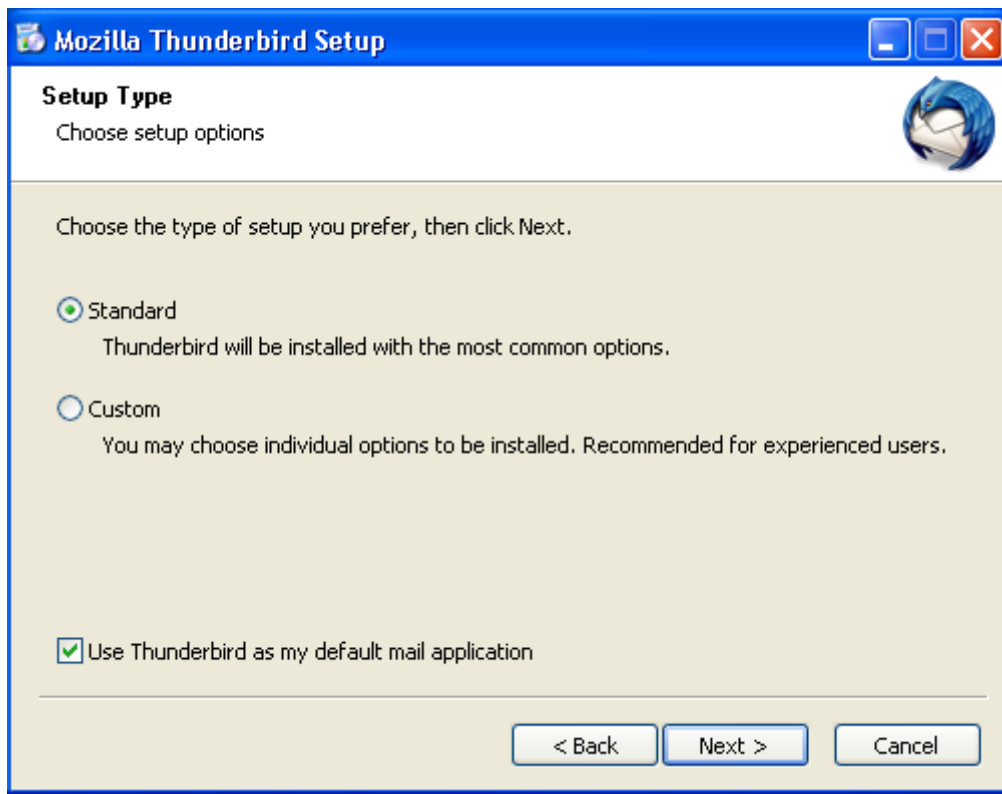 Mozilla Thunderbird Setup
Setup Type
Choose setup options
Choose the type of setup you prefer, then click Next.
Standard
Thunderbird will be installed with the most common options.
Custom
You may choose individual options to be installed. Recommended for experienced users.
Use Thunderbird as my default mail application
< Back Next > Cancel